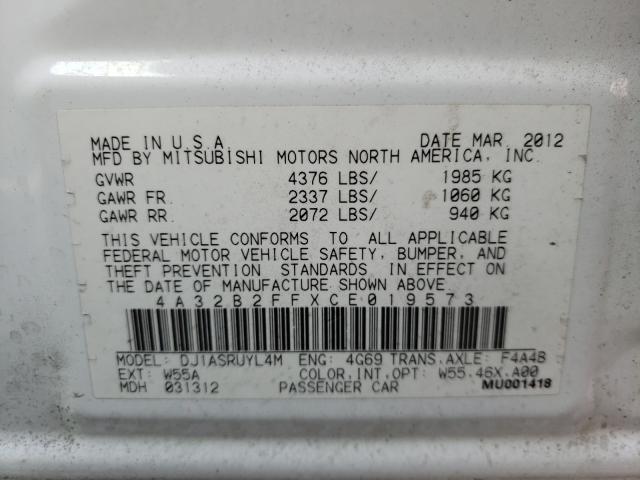 MADE IN U.S.A. DATE MAR. 2012
MFD BY MITSUBISHI MOTORS NORTH AMERICA, INC.
GVWR 4376 LBS/ 1985 KG
GAWR FR. 2337 LBS/ 1060 KG
GAWR RR. 2072 LBS/ 940 KG
THIS VEHICLE CONFORMS TO ALL APPLICABLE
FEDERAL MOTOR VEHICLE SAFETY, BUMPER, AND
THEFT PREVENTION STANDARDS IN EFFECT ON
THE DATE OF MANUFACTURE SHOWN ABOVE.
4A32B2FFXCE019573
MODEL: DJ1ASRUYL4M ENG: 4G69 TRANS.AXLE: F4A4B
EXT: W55A COLOR.INT.OPT: W55.46X.A00
MDH 031312 PASSENGER CAR MU001418